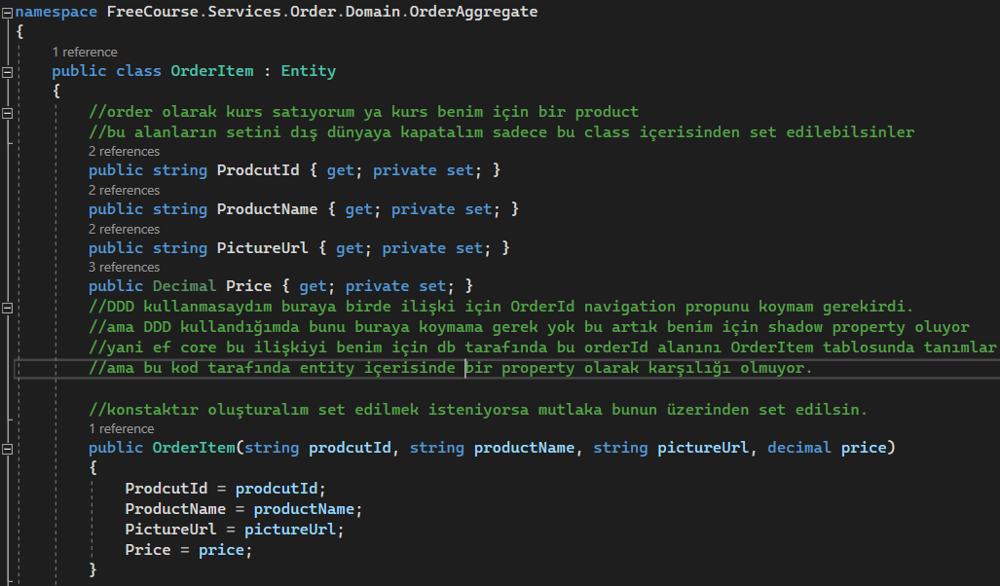 namespace FreeCourse.Services.Order.Domain.OrderAggregate
{
1 reference
public class OrderItem : Entity
{
//order olarak kurs satıyorum ya kurs benim için bir product
//bu alanların setini dış dünyaya kapatalım sadece bu class içerisinden set edilebilsinler
2 references
public string ProdcutId { get; private set; }
2 references
public string ProductName { get; private set; }
2 references
public string PictureUrl { get; private set; }
3 references
public Decimal Price { get; private set; }
//DDD kullanmasaydım buraya birde ilişki için OrderId navigation propunu koymam gerekirdi.
//ama DDD kullandığımda bunu buraya koymama gerek yok bu artık benim için shadow property oluyor
//yani ef core bu ilişkiyi benim için db tarafında bu orderId alanını OrderItem tablosunda tanımlar
//ama bu kod tarafında entity içerisinde bir property olarak karşılığı olmuyor.
//konstaktır oluşturalım set edilmek isteniyorsa mutlaka bunun üzerinden set edilsin.
1 reference
public OrderItem(string prodcutId, string productName, string pictureUrl, decimal price)
{
ProdcutId = prodcutId;
ProductName = productName;
PictureUrl = pictureUrl;
Price = price;
}